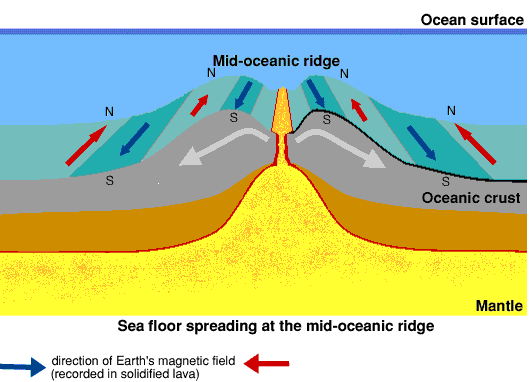 Ocean surface
Mid-oceanic ridge
N N
N N
S S
S S
Oceanic crust
Mantle
Sea floor spreading at the mid-oceanic ridge
direction of Earth's magnetic field
(recorded in solidified lava)